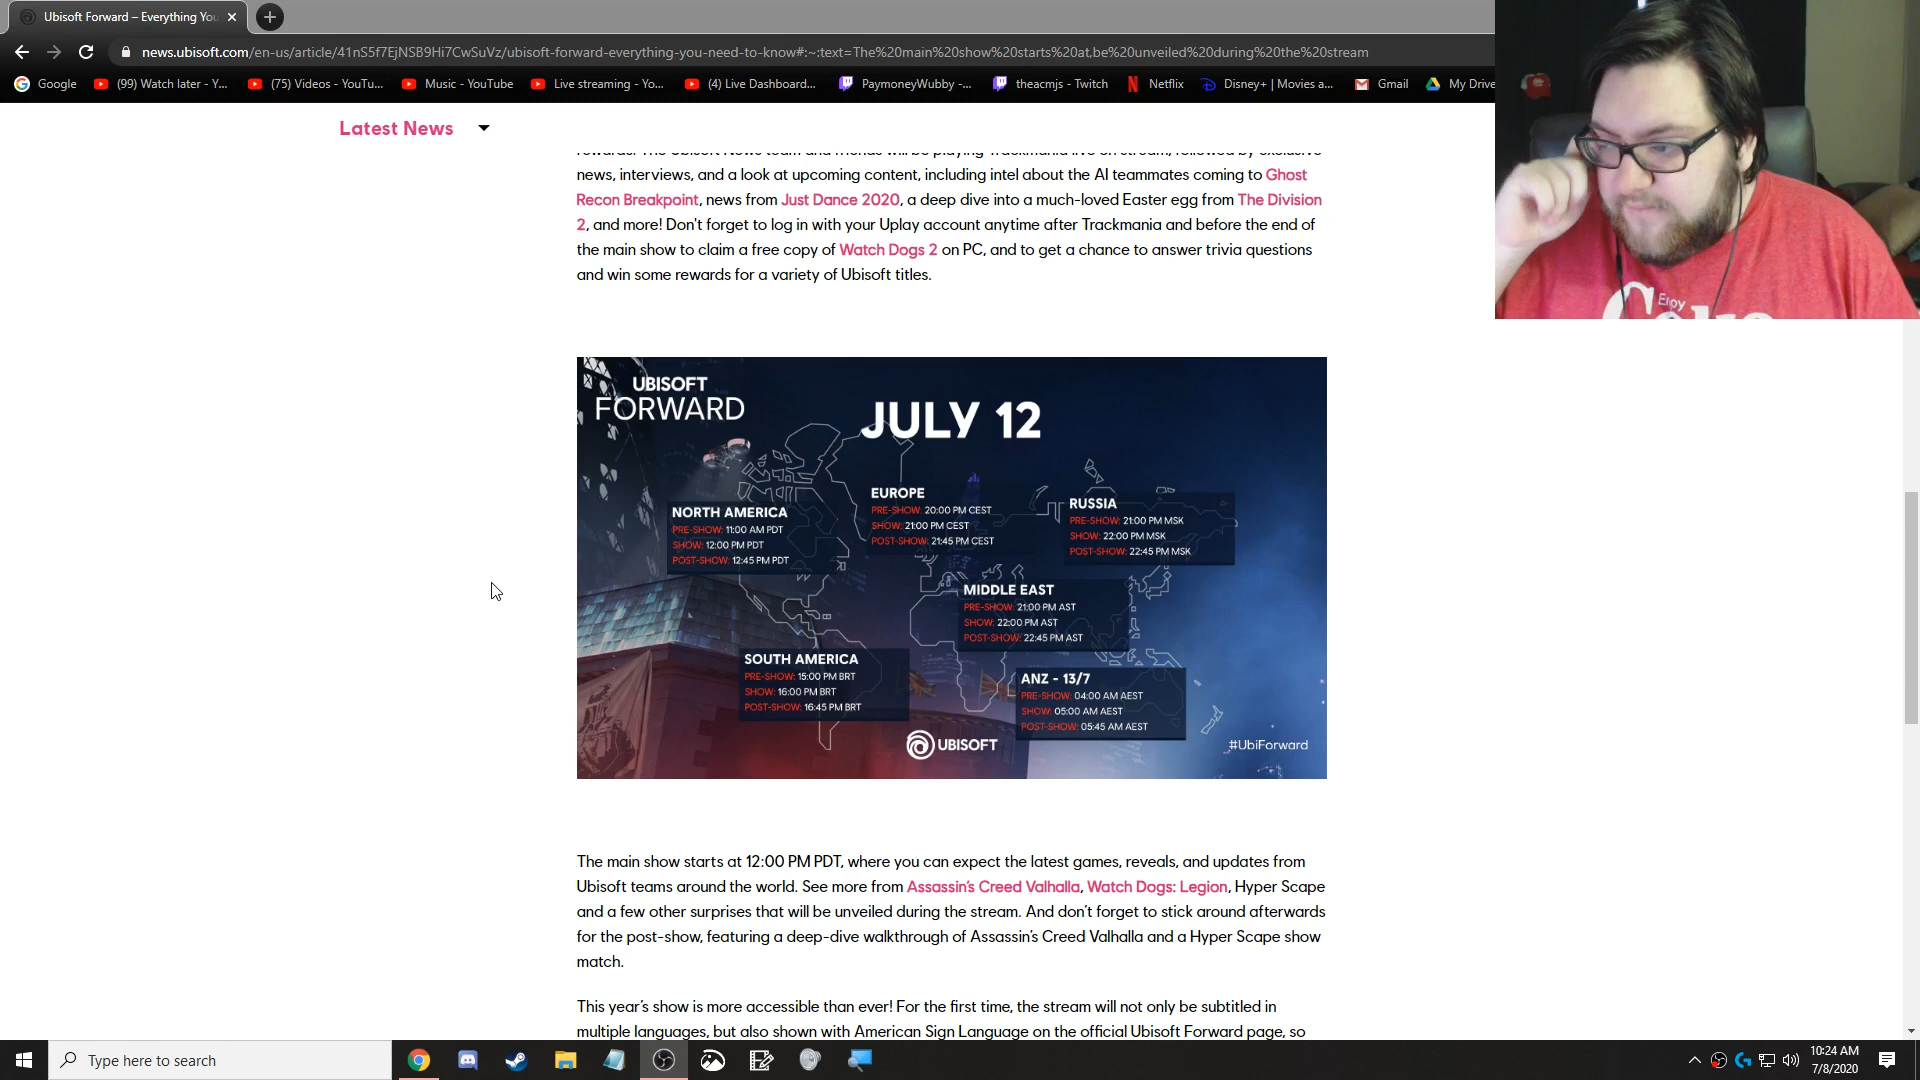 Ubisoft Forward – Everything You
news.ubisoft.com/en-us/article/41nS5f7EjNSB9Hi7CwSuVz/ubisoft-forward-everything-you-need-to-know#:~:text=The%20main%20show%20starts%20at,be%20unveiled%20during%20the%20stream
Google (99) Watch later - Y... (75) Videos - YouTu... Music - YouTube Live streaming - Yo... (4) Live Dashboard... PaymoneyWubby -... theacmjs - Twitch Netflix Disney+ | Movies a... Gmail My Drive
Latest News
rewards. The Ubisoft News team and friends will be playing Trackmania live on stream, followed by exclusive
news, interviews, and a look at upcoming content, including intel about the AI teammates coming to Ghost
Recon Breakpoint, news from Just Dance 2020, a deep dive into a much-loved Easter egg from The Division
2, and more! Don't forget to log in with your Uplay account anytime after Trackmania and before the end of
the main show to claim a free copy of Watch Dogs 2 on PC, and to get a chance to answer trivia questions
and win some rewards for a variety of Ubisoft titles.
Enjoy
UBISOFT
FORWARD
JULY 12
NORTH AMERICA
PRE-SHOW: 11:00 AM PDT
SHOW: 12:00 PM PDT
POST-SHOW: 12:45 PM PDT
EUROPE
PRE-SHOW: 20:00 PM CEST
SHOW: 21:00 PM CEST
POST-SHOW: 21:45 PM CEST
RUSSIA
PRE-SHOW: 21:00 PM MSK
SHOW: 22:00 PM MSK
POST-SHOW: 22:45 PM MSK
MIDDLE EAST
PRE-SHOW: 21:00 PM AST
SHOW: 22:00 PM AST
POST-SHOW: 22:45 PM AST
SOUTH AMERICA
PRE-SHOW: 15:00 PM BRT
SHOW: 16:00 PM BRT
POST-SHOW: 16:45 PM BRT
ANZ - 13/7
PRE-SHOW: 04:00 AM AEST
SHOW: 05:00 AM AEST
POST-SHOW: 05:45 AM AEST
UBISOFT
#UbiForward
The main show starts at 12:00 PM PDT, where you can expect the latest games, reveals, and updates from
Ubisoft teams around the world. See more from Assassin's Creed Valhalla, Watch Dogs: Legion, Hyper Scape
and a few other surprises that will be unveiled during the stream. And don't forget to stick around afterwards
for the post-show, featuring a deep-dive walkthrough of Assassin's Creed Valhalla and a Hyper Scape show
match.
This year's show is more accessible than ever! For the first time, the stream will not only be subtitled in
multiple languages, but also shown with American Sign Language on the official Ubisoft Forward page, so
Type here to search
10:24 AM
7/8/2020